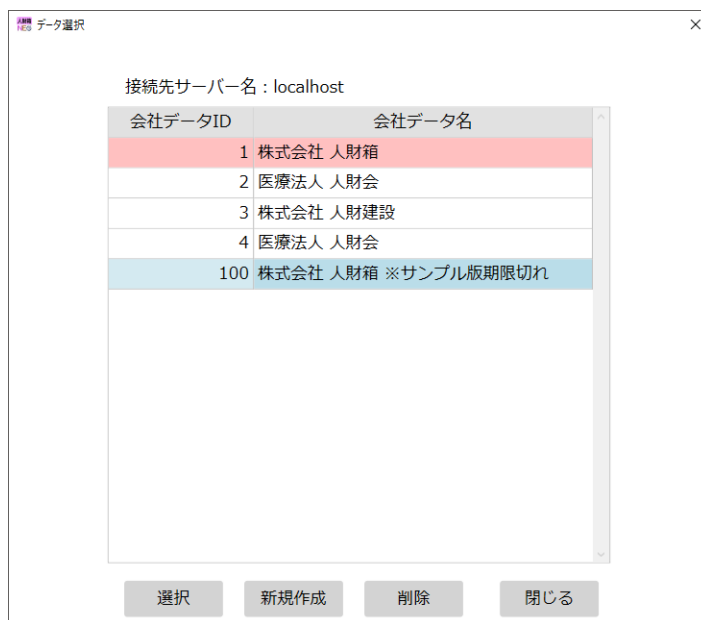 人財箱 NEO データ選択
接続先サーバー名：localhost
会社データID 会社データ名
1 株式会社 人財箱
2 医療法人 人財会
3 株式会社 人財建設
4 医療法人 人財会
100 株式会社 人財箱 ※サンプル版期限切れ
選択 新規作成 削除 閉じる